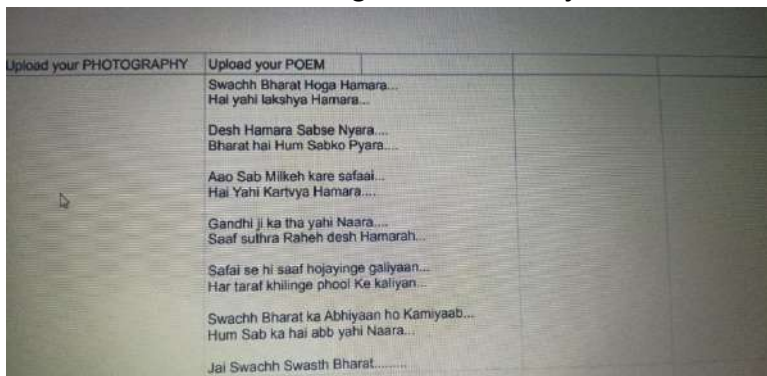 Upload your PHOTOGRAPHY
Upload your POEM
Swachh Bharat Hoga Hamara...
Hai yahi lakshya Hamara...
Desh Hamara Sabse Nyara....
Bharat hai Hum Sabko Pyara....
Aao Sab Milkeh kare safaai...
Hai Yahi Kartvya Hamara....
Gandhi ji ka tha yahi Naara....
Saaf suthra Raheh desh Hamarah...
Safai se hi saaf hojayinge galiyaan...
Har taraf khilinge phool Ke kaliyan...
Swachh Bharat ka Abhiyaan ho Kamiyaab...
Hum Sab ka hai abb yahi Naara...
Jai Swachh Swasth Bharat.........